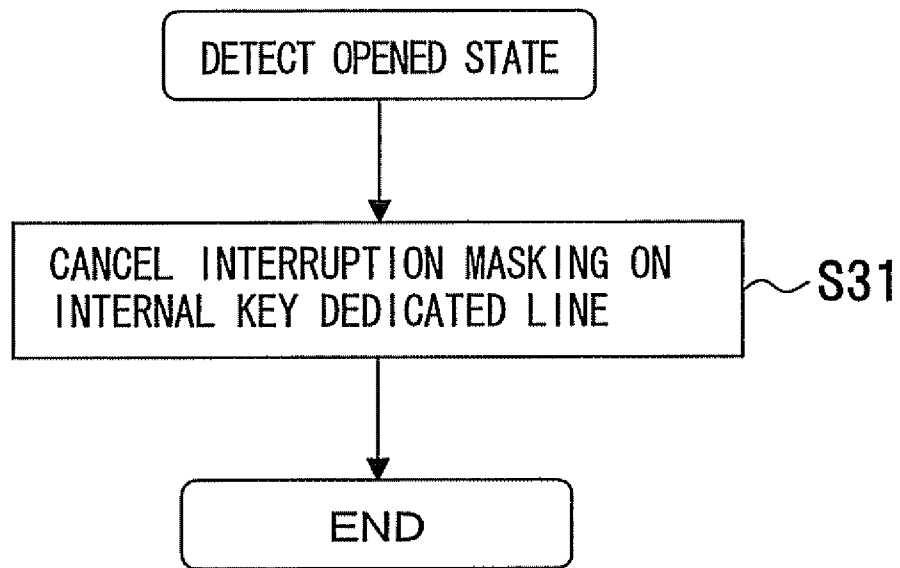 DETECT OPENED STATE
CANCEL INTERRUPTION MASKING ON
INTERNAL KEY DEDICATED LINE
S31
END